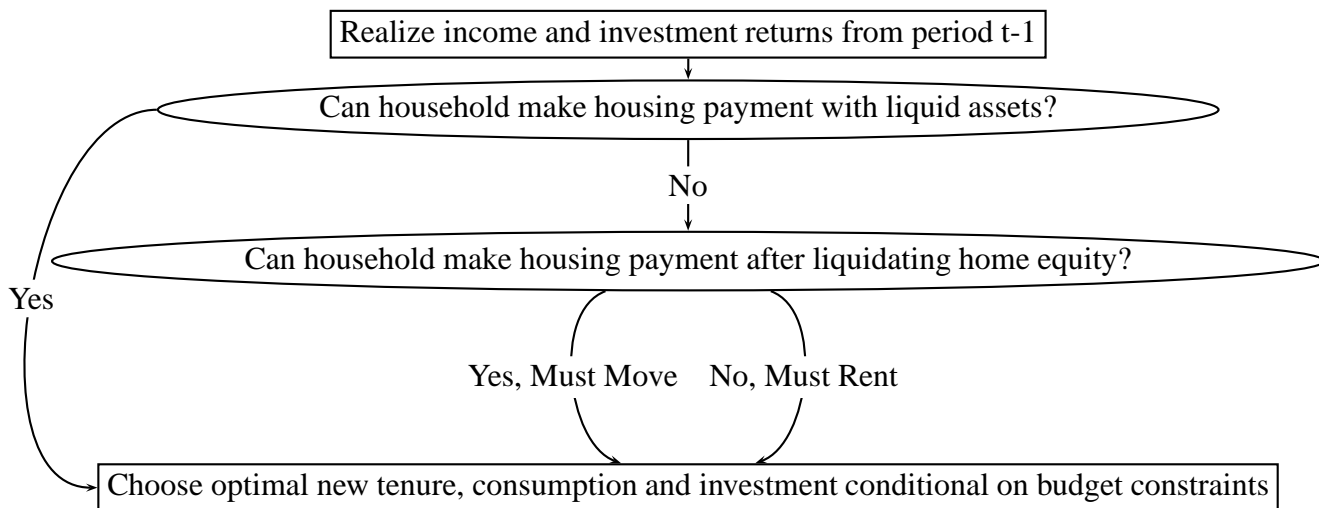 Realize income and investment returns from period t-1
Can household make housing payment with liquid assets?
No
Can household make housing payment after liquidating home equity?
Yes
Yes, Must Move
No, Must Rent
Choose optimal new tenure, consumption and investment conditional on budget constraints